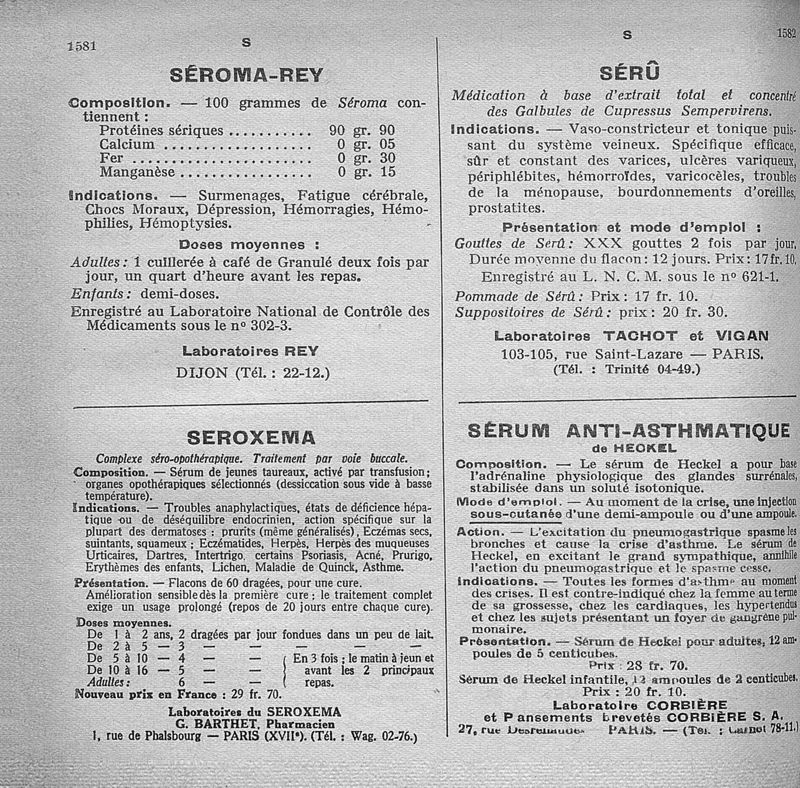 1581
S
SÉROMA-REY
Composition. — 100 grammes de Séroma con-
tiennent :
Protéines sériques ........... 90 gr. 90
Calcium .................. 0 gr. 05
Fer ...................... 0 gr. 30
Manganèse ................. 0 gr. 15
Indications. — Surmenages, Fatigue cérébrale,
Chocs Moraux, Dépression, Hémorragies, Hémo-
philies, Hémoptysies.
Doses moyennes :
Adultes : 1 cuillerée à café de Granulé deux fois par
jour, un quart d'heure avant les repas.
Enfants : demi-doses.
Enregistré au Laboratoire National de Contrôle des
Médicaments sous le nº 302-3.
Laboratoires REY
DIJON (Tél. : 22-12.)
SEROXEMA
Complexe séro-opothérapique. Traitement par voie buccale.
Composition. — Sérum de jeunes taureaux, activé par transfusion;
organes opothérapiques sélectionnés (dessiccation sous vide à basse
température).
Indications. — Troubles anaphylactiques, états de déficience hépa-
tique ou de déséquilibre endocrinien, action spécifique sur la
plupart des dermatoses : prurits (même généralisés), Eczémas secs,
suintants, squameux ; Eczématides, Herpès, Herpès des muqueuses
Urticaires, Dartres, Intertrigo, certains Psoriasis, Acné, Prurigo,
Erythèmes des enfants, Lichen, Maladie de Quinck, Asthme.
Présentation. — Flacons de 60 dragées, pour une cure.
Amélioration sensible dès la première cure ; le traitement complet
exige un usage prolongé (repos de 20 jours entre chaque cure).
Doses moyennes.
De 1 à 2 ans, 2 dragées par jour fondues dans un peu de lait.
De 2 à 5 — 3 — — — — —
De 5 à 10 — 4 — — En 3 fois ; le matin à jeun et
De 10 à 16 — 5 — — avant les 2 principaux
Adultes : 6 — — repas.
Nouveau prix en France : 29 fr. 70.
Laboratoires du SEROXEMA
G. BARTHET, Pharmacien
1, rue de Phalsbourg — PARIS (XVIIe). (Tél. : Wag. 02-76.)
S
1582
SÉRÛ
Médication à base d'extrait total et concentré
des Galbules de Cupressus Sempervirens.
Indications. — Vaso-constricteur et tonique puis-
sant du système veineux. Spécifique efficace,
sûr et constant des varices, ulcères variqueux,
périphlébites, hémorroïdes, varicocèles, troubles
de la ménopause, bourdonnements d'oreilles,
prostatites.
Présentation et mode d'emploi :
Gouttes de Serû : XXX gouttes 2 fois par jour.
Durée moyenne du flacon : 12 jours. Prix : 17 fr. 10.
Enregistré au L. N. C. M. sous le nº 621-1.
Pommade de Sérû : Prix : 17 fr. 10.
Suppositoires de Sérû : prix : 20 fr. 30.
Laboratoires TACHOT et VIGAN
103-105, rue Saint-Lazare — PARIS.
(Tél. : Trinité 04-49.)
SÉRUM ANTI-ASTHMATIQUE
de HECKEL
Composition. — Le sérum de Heckel a pour base
l'adrénaline physiologique des glandes surrénales,
stabilisée dans un soluté isotonique.
Mode d'emploi. — Au moment de la crise, une injection
sous-cutanée d'une demi-ampoule ou d'une ampoule.
Action. — L'excitation du pneumogastrique spasme les
bronches et cause la crise d'asthme. Le sérum de
Heckel, en excitant le grand sympathique, annihile
l'action du pneumogastrique et le spasme cesse.
Indications. — Toutes les formes d'asthme au moment
des crises. Il est contre-indiqué chez la femme au terme
de sa grossesse, chez les cardiaques, les hypertendus
et chez les sujets présentant un foyer de gangrène pul-
monaire.
Présentation. — Sérum de Heckel pour adultes, 12 am-
poules de 5 centicubes.
Prix : 28 fr. 70.
Sérum de Heckel infantile, 12 ampoules de 2 centicubes.
Prix : 20 fr. 10.
Laboratoire CORBIÈRE
et Pansements brevetés CORBIÈRE S. A.
27, rue Desrenaudes — PARIS. — (Tél. : Carnot 78-11.)